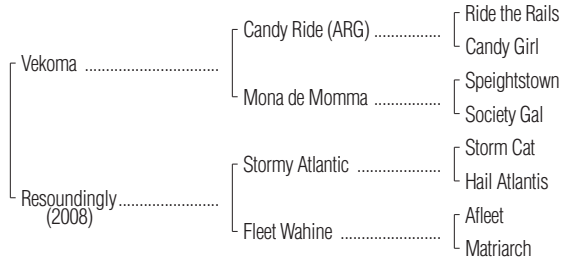 Ride the Rails
Candy Ride (ARG) ................
Candy Girl
Vekoma ................................
Speightstown
Mona de Momma ................
Society Gal
Storm Cat
Stormy Atlantic ....................
Hail Atlantis
Resoundingly........................
(2008)
Afleet
Fleet Wahine ........................
Matriarch